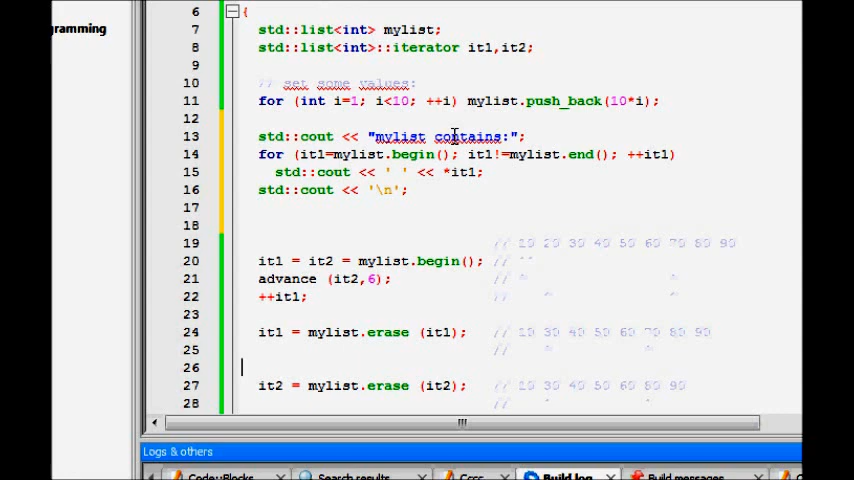 gramming
6 {
7 std::list<int> mylist;
8 std::list<int>::iterator it1,it2;
9
10 // set some values:
11 for (int i=1; i<10; ++i) mylist.push_back(10*i);
12
13 std::cout << "mylist contains:";
14 for (it1=mylist.begin(); it1!=mylist.end(); ++it1)
15 std::cout << ' ' << *it1;
16 std::cout << '\n';
17
18
19 // 10 20 30 40 50 60 70 80 90
20 it1 = it2 = mylist.begin(); // ^^
21 advance (it2,6); // ^ ^
22 ++it1; // ^ ^
23
24 it1 = mylist.erase (it1); // 10 30 40 50 60 70 80 90
25 // ^ ^
26
27 it2 = mylist.erase (it2); // 10 30 40 50 60 80 90
28 // ^ ^
Logs & others
Code::Blocks Search results Cccc Build log Build messages